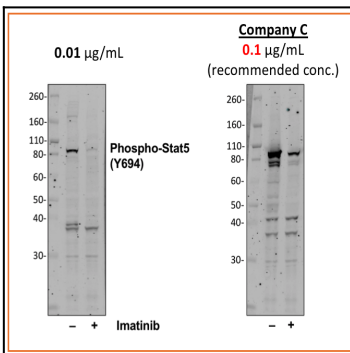 Company C
0.01 µg/mL
0.1 µg/mL
(recommended conc.)
260-
160-
110-
80-
60-
50-
40-
30-
Phospho-Stat5
(Y694)
260-
160-
110-
80-
60-
50-
40-
30-
– + Imatinib
– +